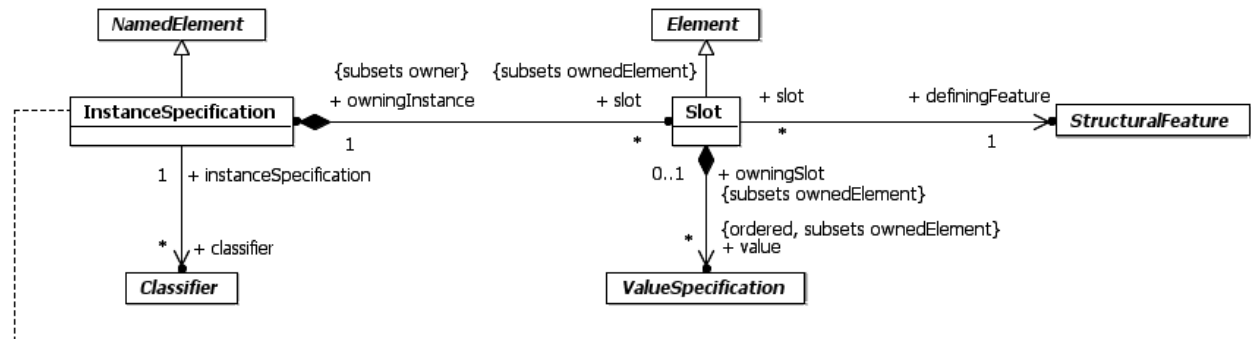 NamedElement
Element
{subsets owner}
{subsets ownedElement}
+ owningInstance
+ slot
+ slot
+ definingFeature
InstanceSpecification
Slot
StructuralFeature
1
*
*
1
1
+ instanceSpecification
0..1
+ owningSlot
{subsets ownedElement}
{ordered, subsets ownedElement}
*
+ classifier
*
+ value
Classifier
ValueSpecification